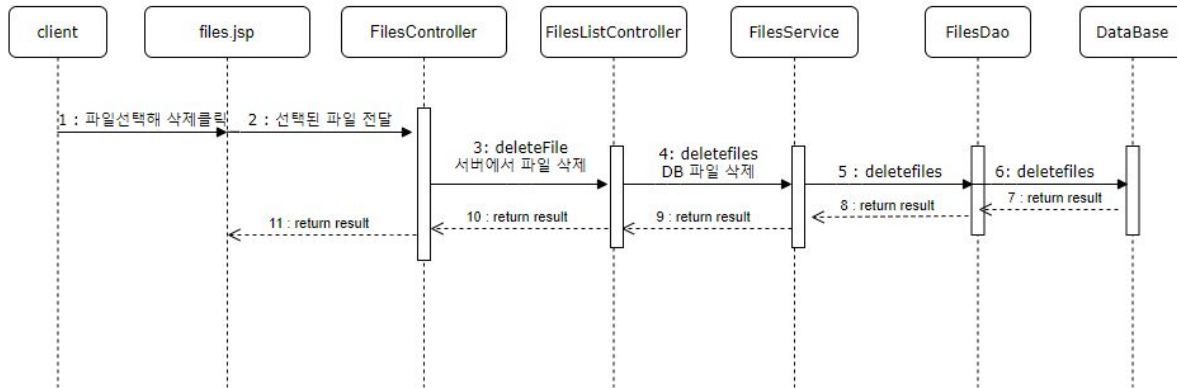 client
files.jsp
FilesController
FilesListController
FilesService
FilesDao
DataBase
1 : 파일선택해 삭제클릭
2 : 선택된 파일 전달
3: deleteFile
서버에서 파일 삭제
4: deletefiles
DB 파일 삭제
5 : deletefiles
6: deletefiles
7 : return result
8 : return result
9 : return result
10 : return result
11 : return result